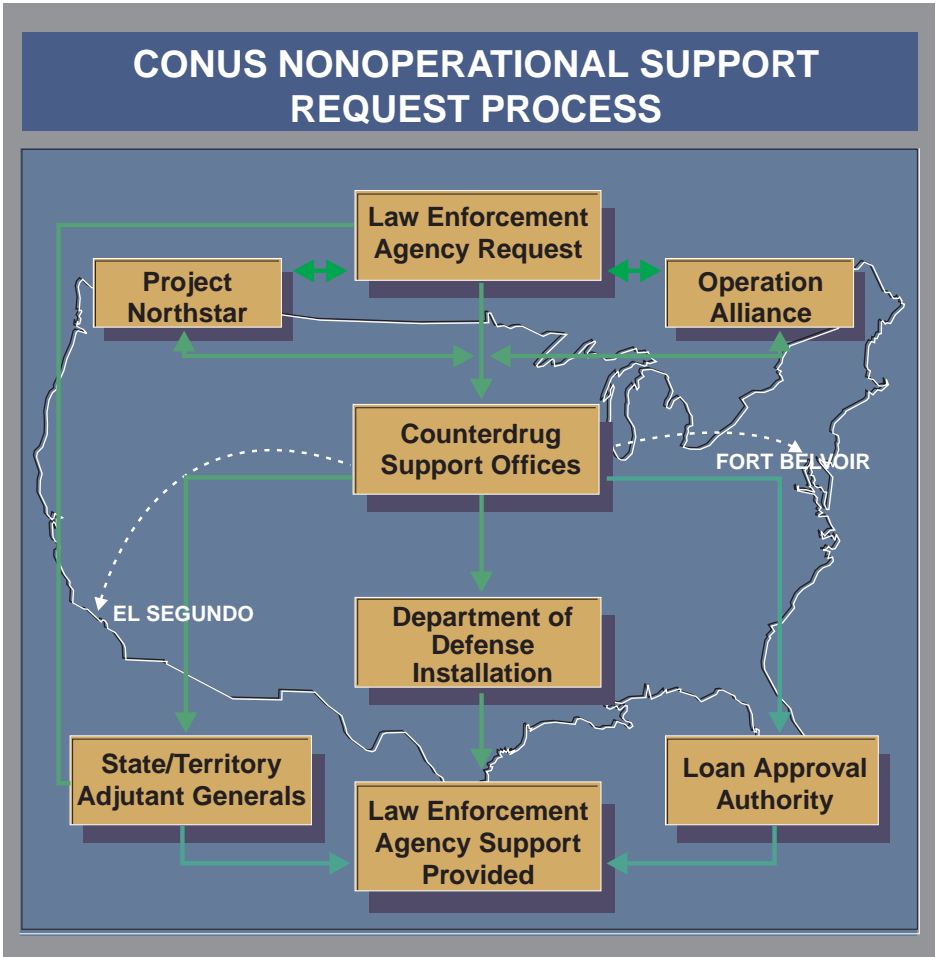 CONUS NONOPERATIONAL SUPPORT
REQUEST PROCESS
Law Enforcement
Agency Request
Project
Northstar
Operation
Alliance
Counterdrug
Support Offices
FORT BELVOIR
EL SEGUNDO
Department of
Defense
Installation
State/Territory
Adjutant Generals
Law Enforcement
Agency Support
Provided
Loan Approval
Authority